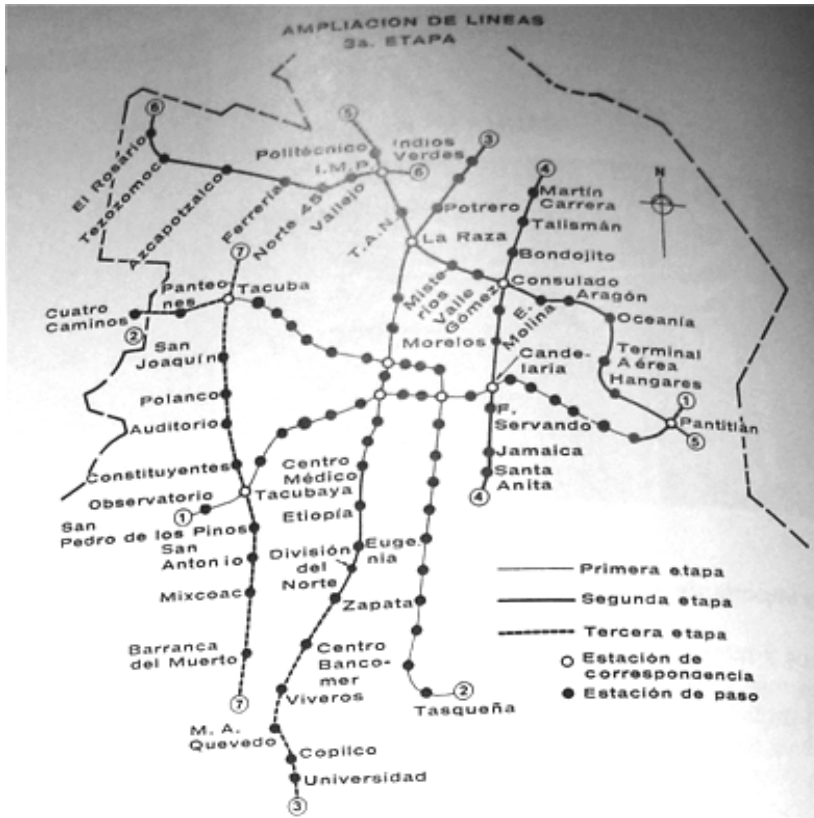 AMPLIACION DE LINEAS
3a. ETAPA
6
5
Politécnico
Indios
Verdes
3
I.M.P.
6
4
El Rosario
Tezozomoc
Azcapotzalco
Ferrería
Norte 45
Vallejo
T.A.N.
Potrero
La Raza
Martín
Carrera
Talismán
Bondojito
N
7
Panteo-
nes
Tacuba
Cuatro
Caminos
2
Miste-
rios
Valle
Gómez
Consulado
Aragón
E.
Molina
Oceanía
San
Joaquín
Morelos
Cande-
laria
Terminal
Aérea
Hangares
1
Polanco
Auditorio
F.
Servando
Pantitlán
5
Constituyentes
Centro
Médico
Jamaica
Observatorio
Tacubaya
Santa
Anita
1
4
San
Pedro de los Pinos
Etiopía
San
Antonio
División
del
Norte
Euge-
nia
Primera etapa
Mixcoac
Zapata
Segunda etapa
Barranca
del Muerto
Centro
Banco-
mer
Tercera etapa
Estación de
correspondencia
7
Viveros
2
Tasqueña
Estación de paso
M. A.
Quevedo
Copilco
Universidad
3